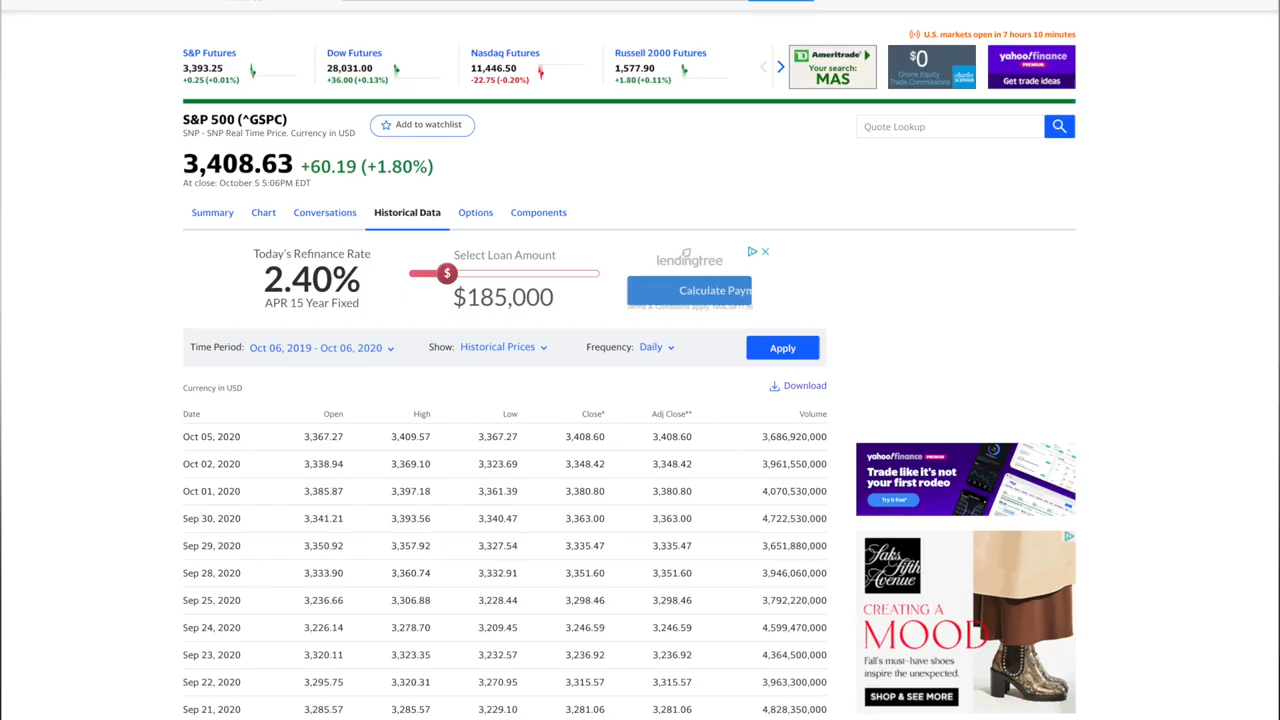 U.S. markets open in 7 hours 10 minutes
S&P Futures
3,393.25
+0.25 (+0.01%)
Dow Futures
28,031.00
+36.00 (+0.13%)
Nasdaq Futures
11,446.50
-22.75 (-0.20%)
Russell 2000 Futures
1,577.90
+1.80 (+0.11%)
TD Ameritrade
Your search:
MAS
$0
Online Equity
Trade Commissions
charles
SCHWAB
yahoo!finance
PREMIUM
Get trade ideas
S&P 500 (^GSPC)
SNP - SNP Real Time Price. Currency in USD
Add to watchlist
Quote Lookup
3,408.63 +60.19 (+1.80%)
At close: October 5 5:06PM EDT
Summary Chart Conversations Historical Data Options Components
Today's Refinance Rate
2.40%
APR 15 Year Fixed
Select Loan Amount
$
$185,000
lendingtree
Calculate Paym
Terms & Conditions apply. NMLS#1136
Time Period: Oct 06, 2019 - Oct 06, 2020 Show: Historical Prices Frequency: Daily Apply
Currency in USD Download
Date Open High Low Close* Adj Close** Volume
Oct 05, 2020 3,367.27 3,409.57 3,367.27 3,408.60 3,408.60 3,686,920,000
Oct 02, 2020 3,338.94 3,369.10 3,323.69 3,348.42 3,348.42 3,961,550,000
Oct 01, 2020 3,385.87 3,397.18 3,361.39 3,380.80 3,380.80 4,070,530,000
Sep 30, 2020 3,341.21 3,393.56 3,340.47 3,363.00 3,363.00 4,722,530,000
Sep 29, 2020 3,350.92 3,357.92 3,327.54 3,335.47 3,335.47 3,651,880,000
Sep 28, 2020 3,333.90 3,360.74 3,332.91 3,351.60 3,351.60 3,946,060,000
Sep 25, 2020 3,236.66 3,306.88 3,228.44 3,298.46 3,298.46 3,792,220,000
Sep 24, 2020 3,226.14 3,278.70 3,209.45 3,246.59 3,246.59 4,599,470,000
Sep 23, 2020 3,320.11 3,323.35 3,232.57 3,236.92 3,236.92 4,364,500,000
Sep 22, 2020 3,295.75 3,320.31 3,270.95 3,315.57 3,315.57 3,963,300,000
Sep 21, 2020 3,285.57 3,285.57 3,229.10 3,281.06 3,281.06 4,828,350,000
yahoo!finance PREMIUM
Trade like it's not
your first rodeo
Try it free*
Saks
Fifth
Avenue
CREATING A
MOOD
Fall's must-have shoes
inspire the unexpected.
SHOP & SEE MORE